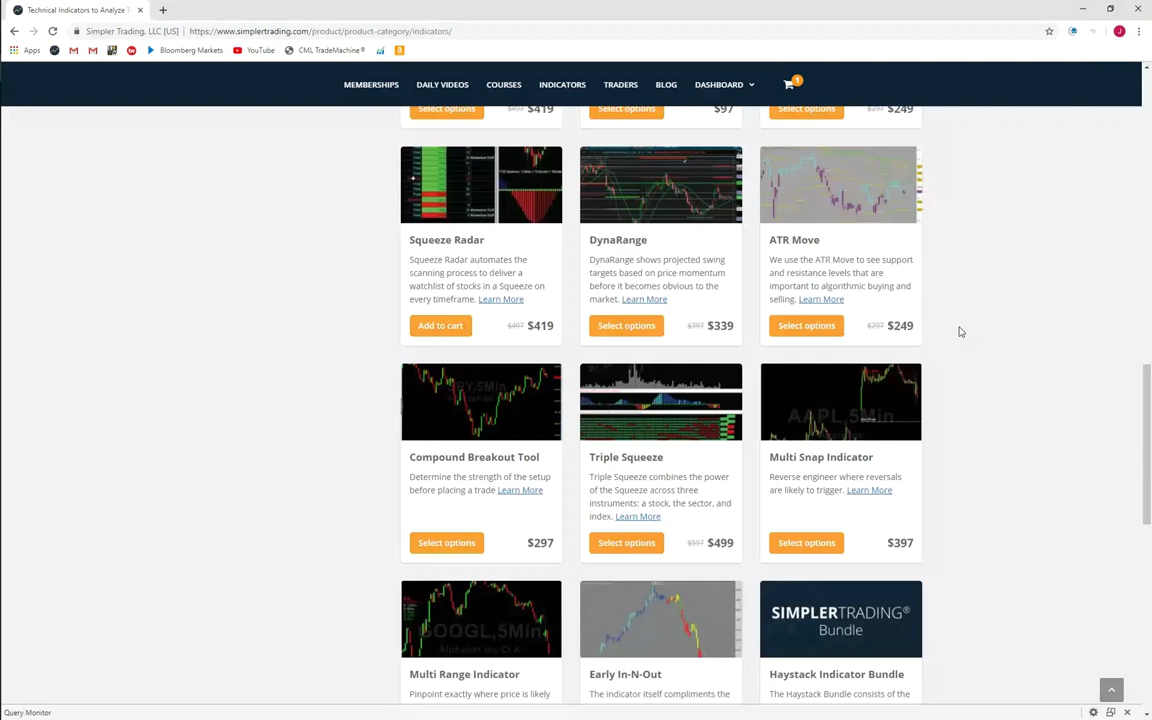 Technical Indicators to Analyze T
Simpler Trading, LLC [US]
https://www.simplertrading.com/product/product-category/indicators/
J
Apps
Bloomberg Markets
YouTube
CML TradeMachine®
MEMBERSHIPS
DAILY VIDEOS
COURSES
INDICATORS
TRADERS
BLOG
DASHBOARD
1
Select options
$497 $419
Select options
$97
Select options
$297 $249
Squeeze Radar
Squeeze Radar automates the
scanning process to deliver a
watchlist of stocks in a Squeeze on
every timeframe. Learn More
Add to cart
$497 $419
DynaRange
DynaRange shows projected swing
targets based on price momentum
before it becomes obvious to the
market. Learn More
Select options
$397 $339
ATR Move
We use the ATR Move to see support
and resistance levels that are
important to algorithmic buying and
selling. Learn More
Select options
$297 $249
Compound Breakout Tool
Determine the strength of the setup
before placing a trade Learn More
Select options
$297
Triple Squeeze
Triple Squeeze combines the power
of the Squeeze across three
instruments: a stock, the sector, and
index. Learn More
Select options
$597 $499
AAPL,5Min
Multi Snap Indicator
Reverse engineer where reversals
are likely to trigger. Learn More
Select options
$397
GOOGL,5Min
Alphabet Inc Cl A
Multi Range Indicator
Pinpoint exactly where price is likely
Early In-N-Out
The indicator itself compliments the
SIMPLERTRADING®
Bundle
Haystack Indicator Bundle
The Haystack Bundle consists of the
Query Monitor